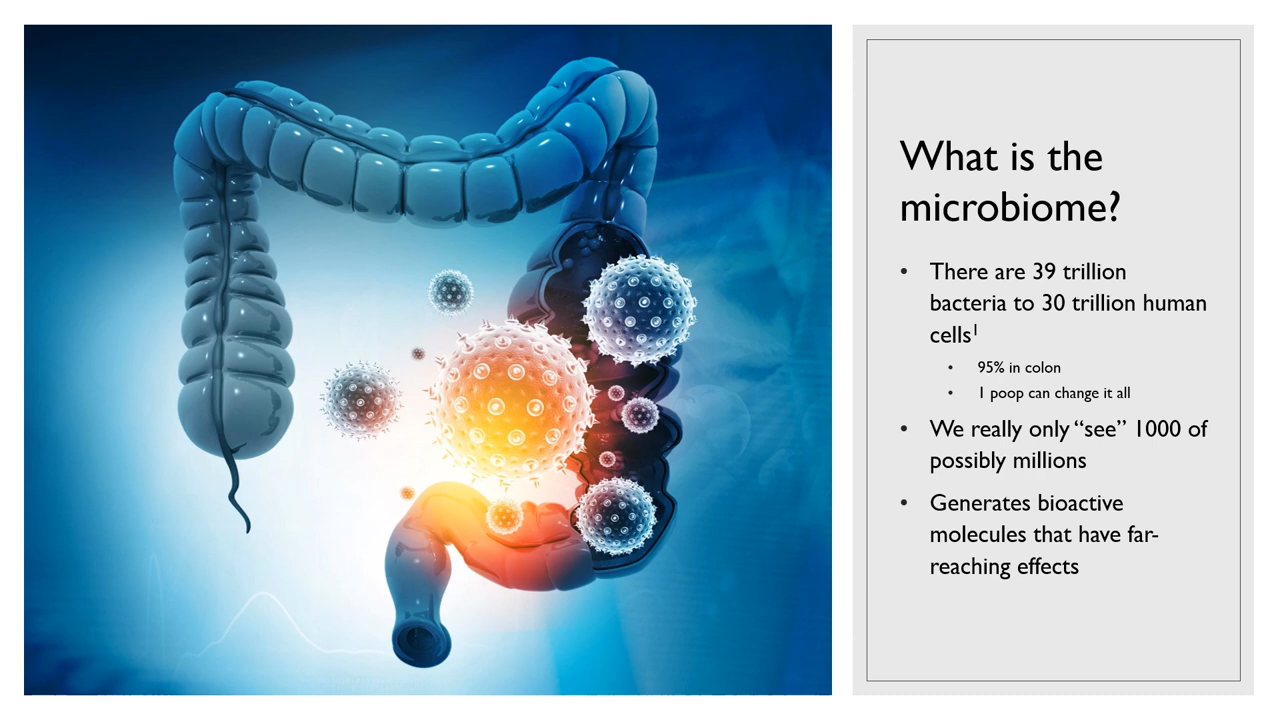 What is the
microbiome?
• There are 39 trillion
bacteria to 30 trillion human
cells¹
• 95% in colon
• 1 poop can change it all
• We really only “see” 1000 of
possibly millions
• Generates bioactive
molecules that have far-
reaching effects